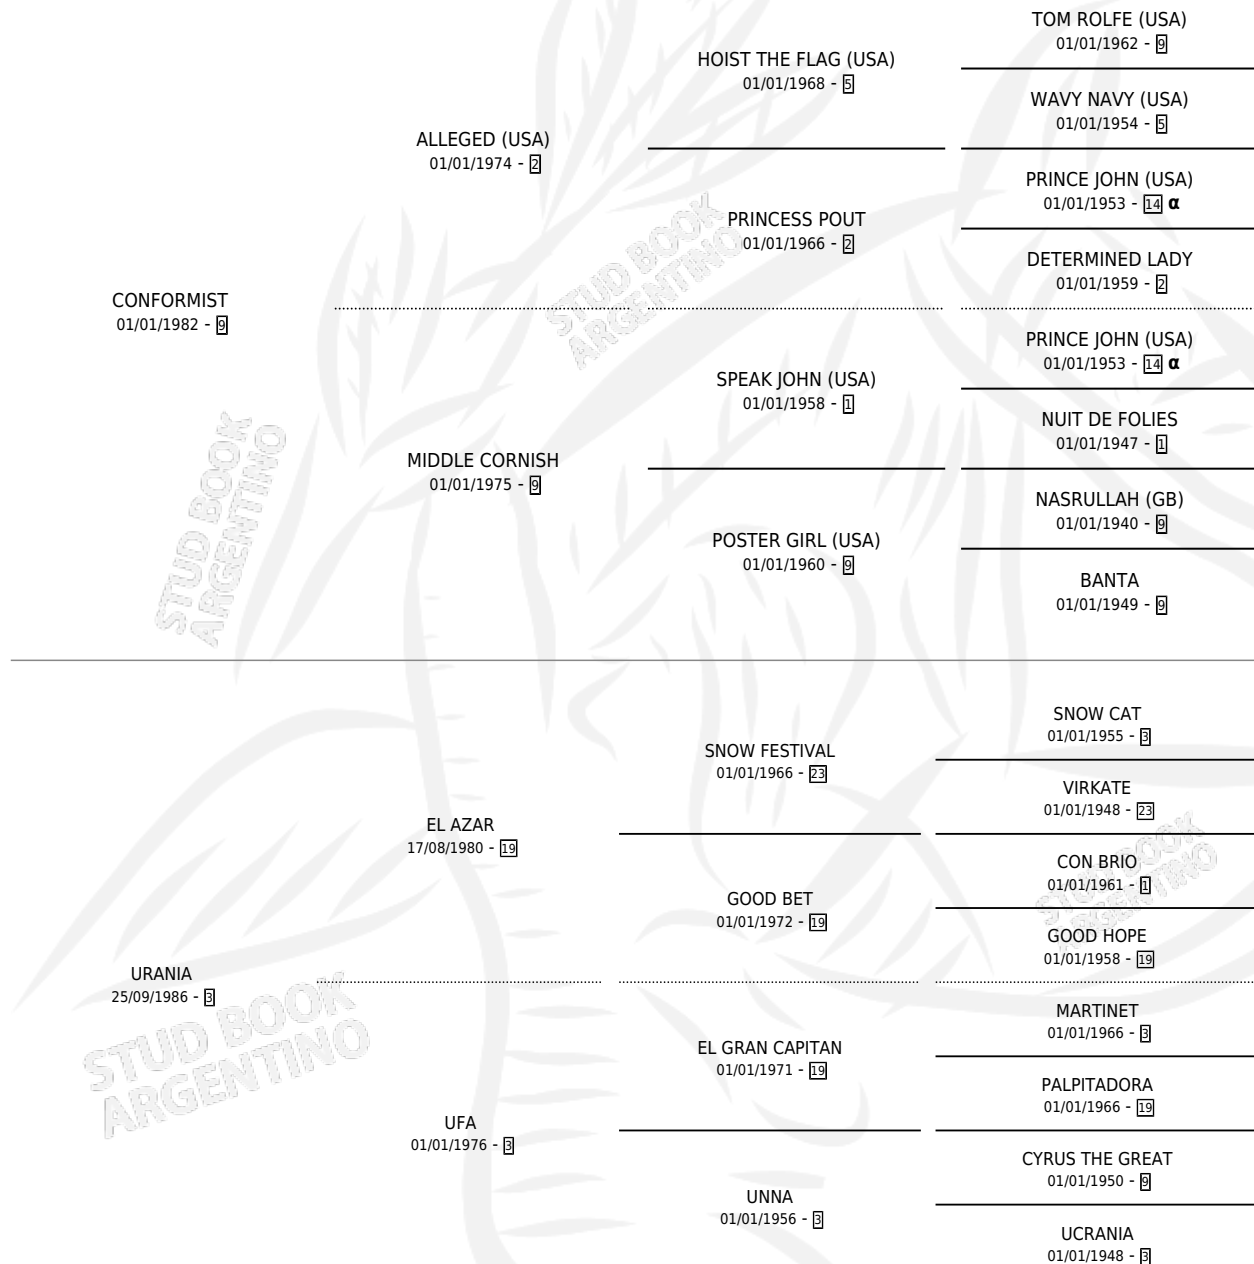 TOM ROLFE (USA)
01/01/1962 - 9
HOIST THE FLAG (USA)
01/01/1968 - 5
WAVY NAVY (USA)
01/01/1954 - 5
ALLEGED (USA)
01/01/1974 - 2
PRINCE JOHN (USA)
01/01/1953 - 14 α
PRINCESS POUT
01/01/1966 - 2
DETERMINED LADY
01/01/1959 - 2
CONFORMIST
01/01/1982 - 9
PRINCE JOHN (USA)
01/01/1953 - 14 α
SPEAK JOHN (USA)
01/01/1958 - 1
NUIT DE FOLIES
01/01/1947 - 1
MIDDLE CORNISH
01/01/1975 - 9
NASRULLAH (GB)
01/01/1940 - 9
POSTER GIRL (USA)
01/01/1960 - 9
BANTA
01/01/1949 - 9
SNOW CAT
01/01/1955 - 3
SNOW FESTIVAL
01/01/1966 - 23
VIRKATE
01/01/1948 - 23
EL AZAR
17/08/1980 - 19
CON BRIO
01/01/1961 - 1
GOOD BET
01/01/1972 - 19
GOOD HOPE
01/01/1958 - 19
URANIA
25/09/1986 - 3
MARTINET
01/01/1966 - 3
EL GRAN CAPITAN
01/01/1971 - 19
PALPITADORA
01/01/1966 - 19
UFA
01/01/1976 - 3
CYRUS THE GREAT
01/01/1950 - 9
UNNA
01/01/1956 - 3
UCRANIA
01/01/1948 - 3
STUD BOOK
ARGENTINO
STUD BOOK
ARGENTINO
STUD BOOK
ARGENTINO
STUD BOOK
ARGENTINO